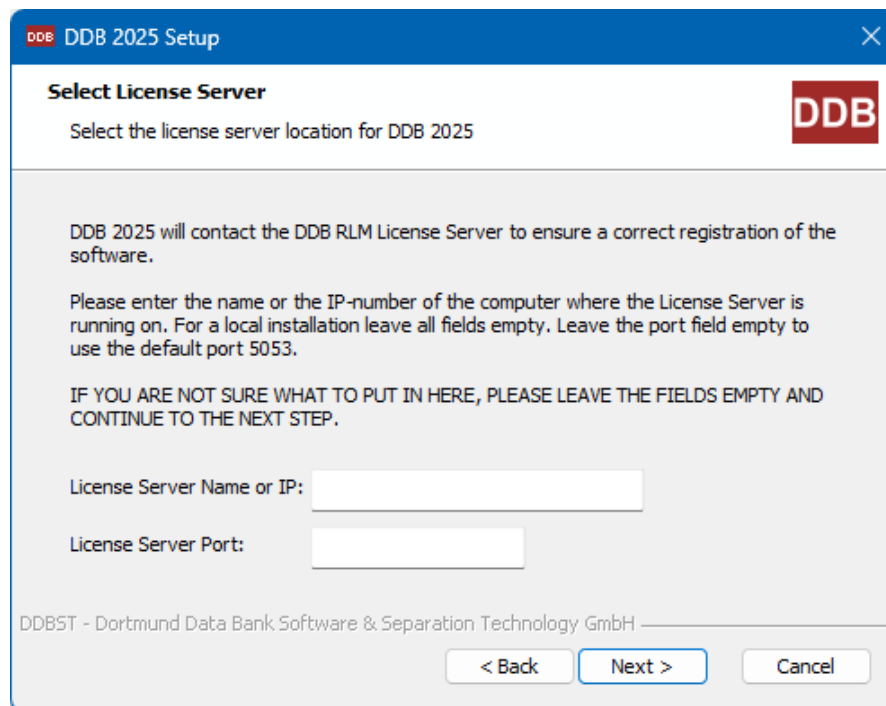 DDB DDB 2025 Setup
Select License Server
Select the license server location for DDB 2025
DDB
DDB 2025 will contact the DDB RLM License Server to ensure a correct registration of the
software.
Please enter the name or the IP-number of the computer where the License Server is
running on. For a local installation leave all fields empty. Leave the port field empty to
use the default port 5053.
IF YOU ARE NOT SURE WHAT TO PUT IN HERE, PLEASE LEAVE THE FIELDS EMPTY AND
CONTINUE TO THE NEXT STEP.
License Server Name or IP:
License Server Port:
DDBST - Dortmund Data Bank Software & Separation Technology GmbH
< Back Next > Cancel